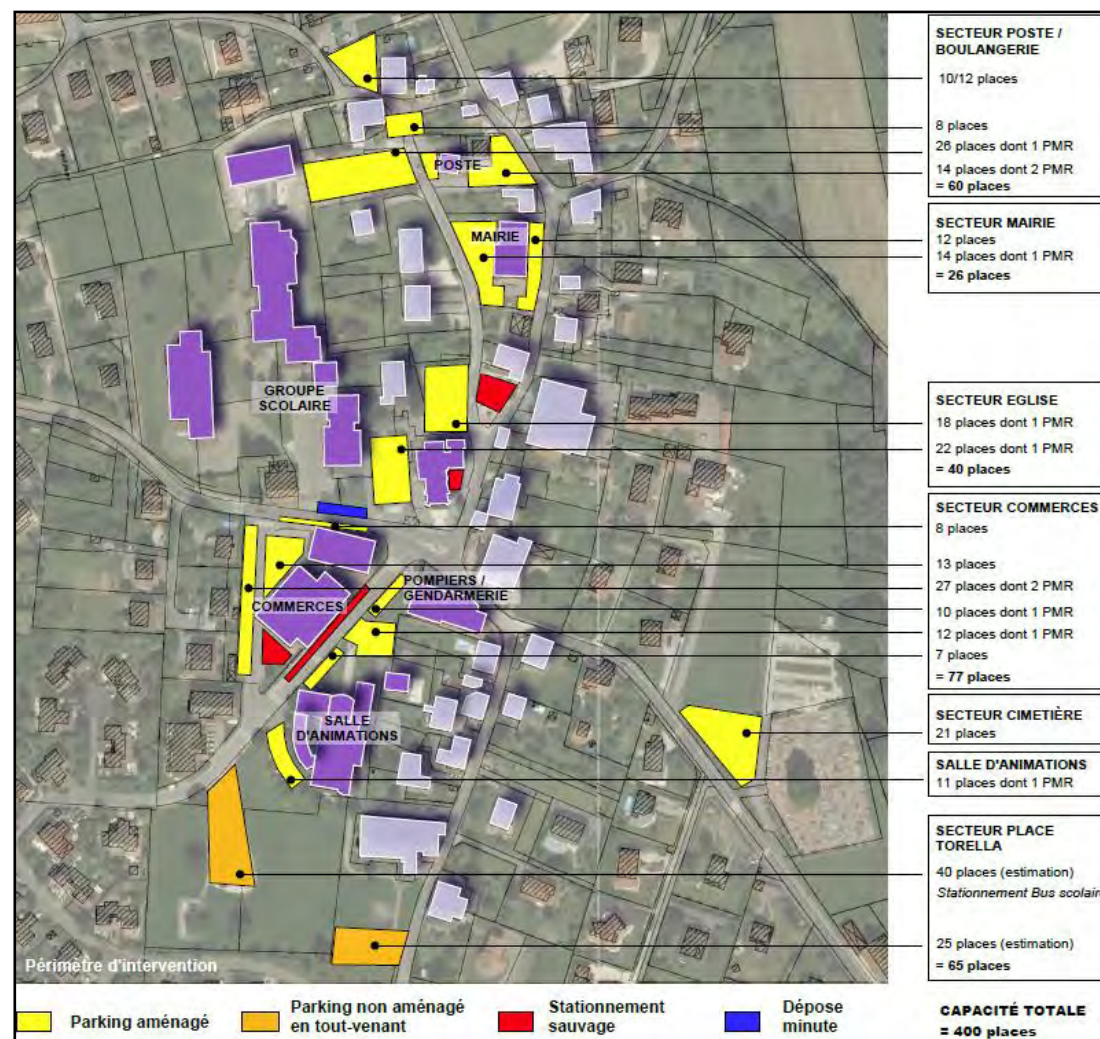 SECTEUR POSTE /
BOULANGERIE
10/12 places
8 places
26 places dont 1 PMR
14 places dont 2 PMR
= 60 places
SECTEUR MAIRIE
12 places
14 places dont 1 PMR
= 26 places
SECTEUR EGLISE
18 places dont 1 PMR
22 places dont 1 PMR
= 40 places
SECTEUR COMMERCES
8 places
13 places
27 places dont 2 PMR
10 places dont 1 PMR
12 places dont 1 PMR
7 places
= 77 places
SECTEUR CIMETIÈRE
21 places
SALLE D'ANIMATIONS
11 places dont 1 PMR
SECTEUR PLACE
TORELLA
40 places (estimation)
Stationnement Bus scolaire
25 places (estimation)
= 65 places
CAPACITÉ TOTALE
= 400 places
POSTE
MAIRIE
GROUPE
SCOLAIRE
POMPIERS /
GENDARMERIE
COMMERCES
SALLE
D'ANIMATIONS
Périmètre d'intervention
Parking aménagé
Parking non aménagé
en tout-venant
Stationnement
sauvage
Dépose
minute